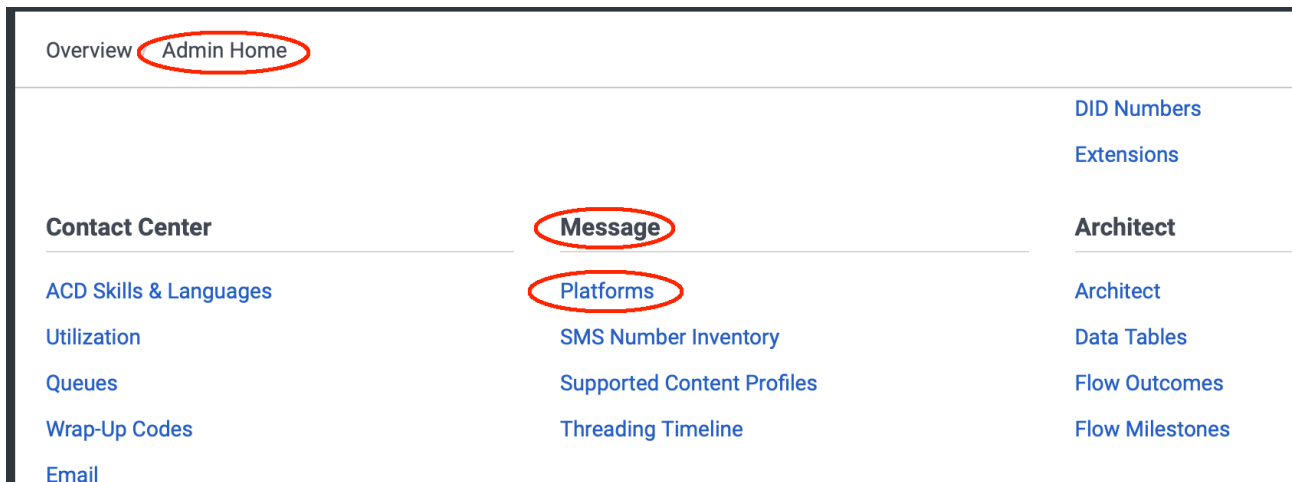 Overview / Admin Home
DID Numbers
Extensions
Contact Center
ACD Skills & Languages
Utilization
Queues
Wrap-Up Codes
Email
Message
Platforms
SMS Number Inventory
Supported Content Profiles
Threading Timeline
Architect
Architect
Data Tables
Flow Outcomes
Flow Milestones